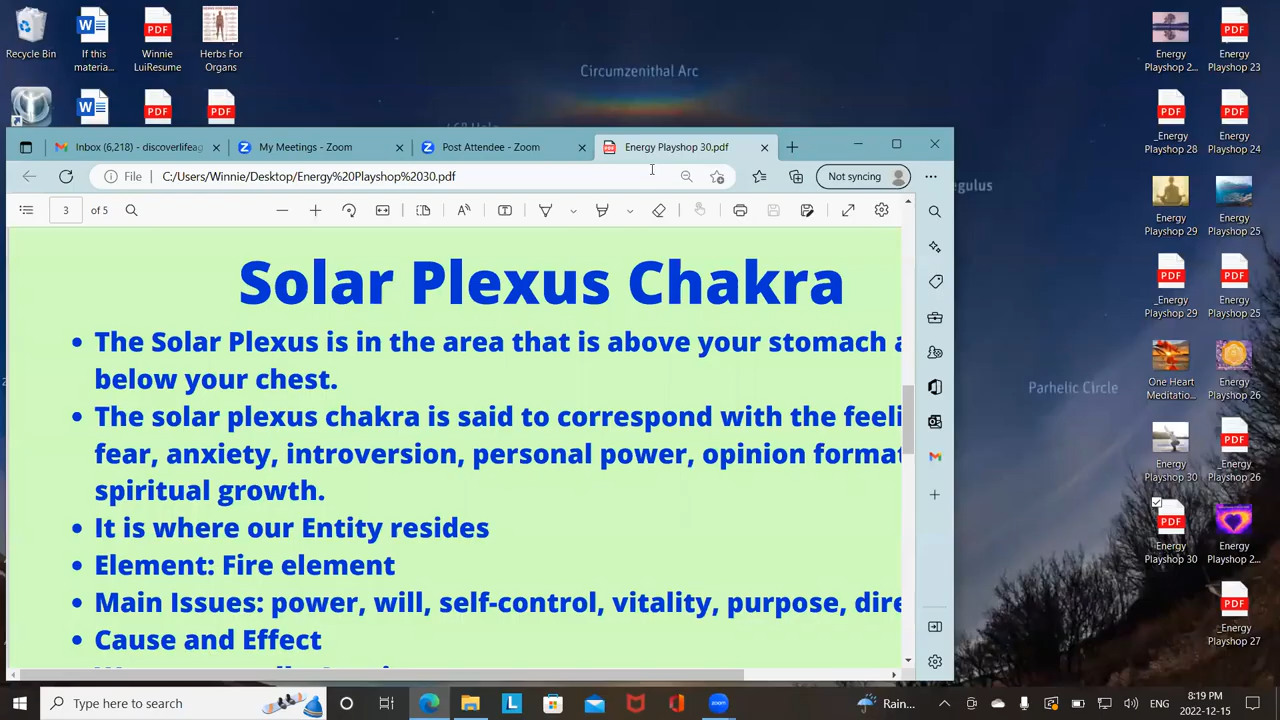 Recycle Bin
If this materia...
Winnie LuiResume
Herbs For Organs
Circumzenithal Arc
Energy Playshop 2...
Energy Playshop 23
_Energy Playshop 28
Energy Playshop 24
Energy Playshop 29
Energy Playshop 25
_Energy Playshop 29
Energy Playshop 25
One Heart Meditatio...
Energy Playshop 26
Energy Playshop 30
_Energy Playshop 26
Energy Playshop 30
Energy Playshop 2...
_Energy Playshop 27
egulus
Parhelic Circle
Inbox (6,218) - discoverlifeag
My Meetings - Zoom
Post Attendee - Zoom
Energy Playshop 30.pdf
File
C:/Users/Winnie/Desktop/Energy%20Playshop%2030.pdf
Not syncing
3 of 5
Solar Plexus Chakra
• The Solar Plexus is in the area that is above your stomach a
below your chest.
• The solar plexus chakra is said to correspond with the feeli
fear, anxiety, introversion, personal power, opinion format
spiritual growth.
• It is where our Entity resides
• Element: Fire element
• Main Issues: power, will, self-control, vitality, purpose, dire
• Cause and Effect
Type here to search
Rain...
ENG
8:19 PM
2022-12-15